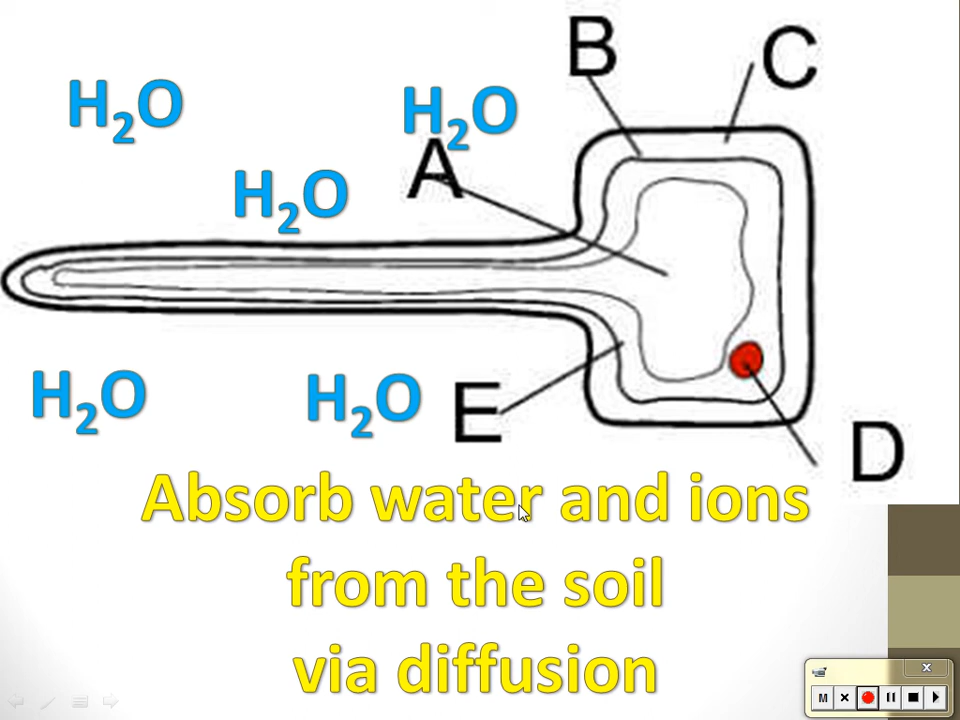 B
C
H₂O
H₂O
A
H₂O
H₂O
H₂O
E
D
Absorb water and ions
from the soil
via diffusion
M